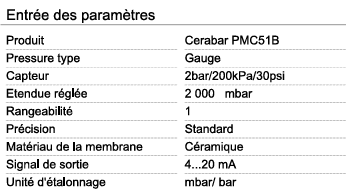 Entrée des paramètres
Produit Cerabar PMC51B
Pressure type Gauge
Capteur 2bar/200kPa/30psi
Etendue réglée 2 000 mbar
Rangeabilité 1
Précision Standard
Matériau de la membrane Céramique
Signal de sortie 4...20 mA
Unité d'étalonnage mbar/ bar